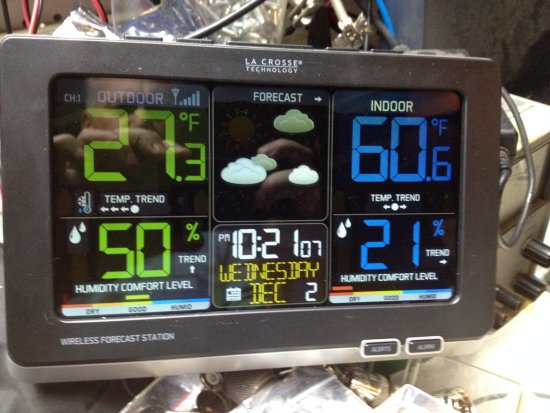 LA CROSSE®
TECHNOLOGY
CH:1 OUTDOOR
27.3 °F
TEMP. TREND
50 %
TREND
HUMIDITY COMFORT LEVEL
DRY GOOD HUMID
FORECAST
PM 10:21 07
WEDNESDAY
DEC 2
INDOOR
60.6 °F
TEMP. TREND
21 %
TREND
HUMIDITY COMFORT LEVEL
DRY GOOD HUMID
WIRELESS FORECAST STATION
ALERTS ALARM